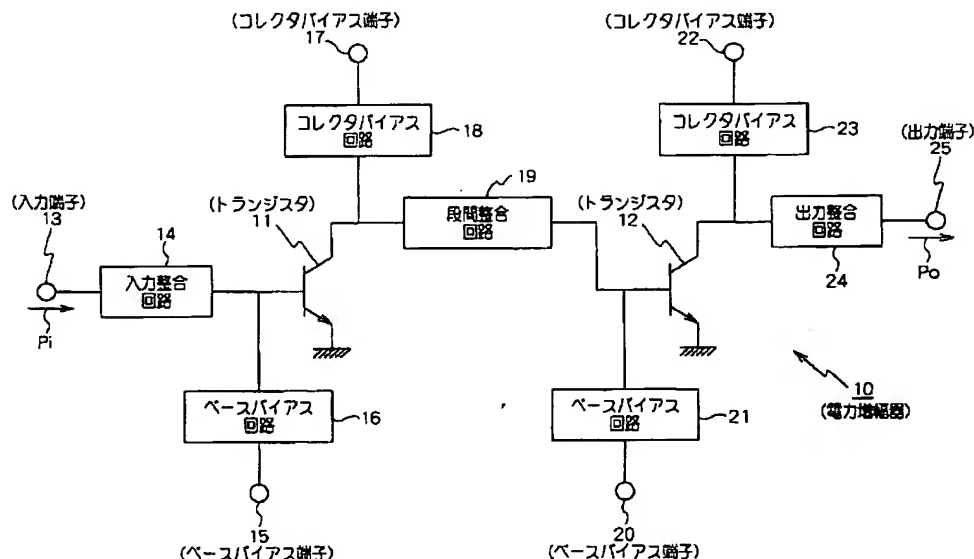 (コレクタバイアス端子)
17
(コレクタバイアス端子)
22
コレクタバイアス
回路
18
コレクタバイアス
回路
23
(出力端子)
25
(入力端子)
13
14
入力整合
回路
Pi
(トランジスタ)
11
19
段間整合
回路
(トランジスタ)
12
出力整合
回路
24
Po
ベースバイアス
回路
16
ベースバイアス
回路
21
10
(電力増幅器)
15
(ベースバイアス端子)
20
(ベースバイアス端子)